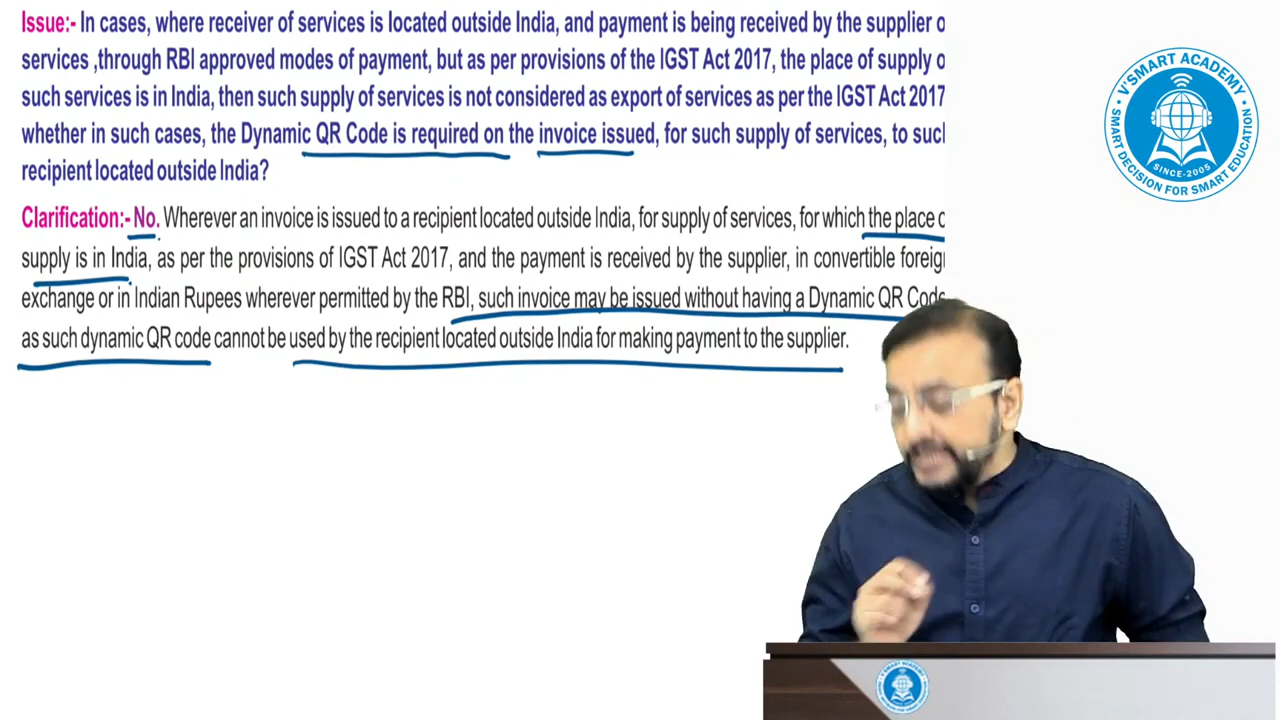 Issue:- In cases, where receiver of services is located outside India, and payment is being received by the supplier
services ,through RBI approved modes of payment, but as per provisions of the IGST Act 2017, the place of supply
such services is in India, then such supply of services is not considered as export of services as per the IGST Act 2017
whether in such cases, the Dynamic QR Code is required on the invoice issued, for such supply of services, to
recipient located outside India?
Clarification:- No. Wherever an invoice is issued to a recipient located outside India, for supply of services, for which the place
supply is in India, as per the provisions of IGST Act 2017, and the payment is received by the supplier, in convertible
exchange or in Indian Rupees wherever permitted by the RBI, such invoice may be issued without having a Dynamic QR Code
as such dynamic QR code cannot be used by the recipient located outside India for making payment to the supplier.
V'SMART ACADEMY
SINCE-2005
SMART DECISION FOR SMART EDUCATION